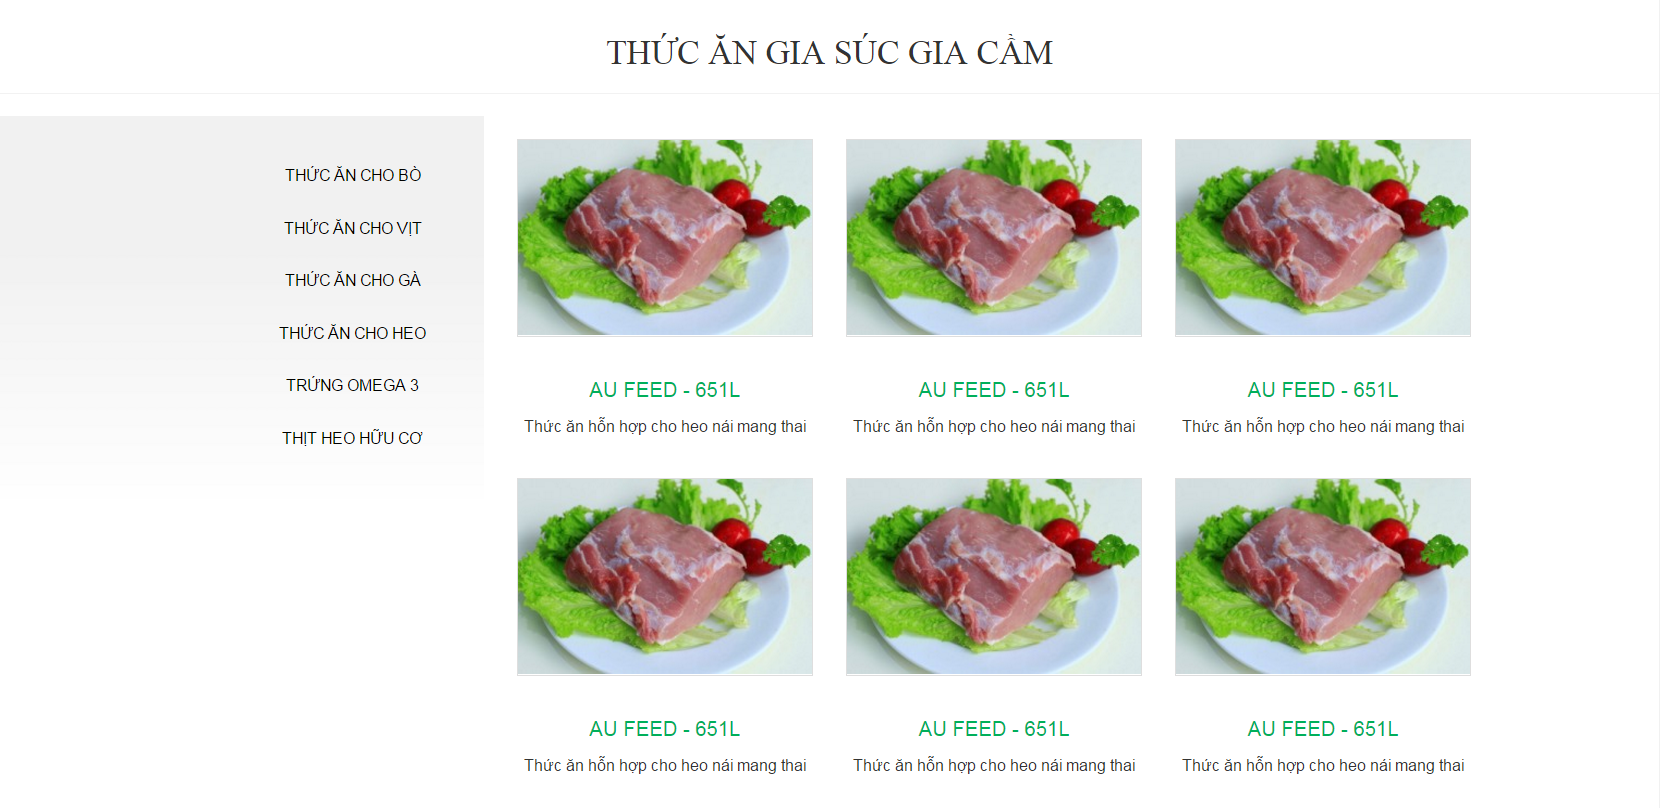 THỨC ĂN GIA SÚC GIA CẦM
THỨC ĂN CHO BÒ
THỨC ĂN CHO VỊT
THỨC ĂN CHO GÀ
THỨC ĂN CHO HEO
TRỨNG OMEGA 3
THỊT HEO HỮU CƠ
AU FEED - 651L
Thức ăn hỗn hợp cho heo nái mang thai
AU FEED - 651L
Thức ăn hỗn hợp cho heo nái mang thai
AU FEED - 651L
Thức ăn hỗn hợp cho heo nái mang thai
AU FEED - 651L
Thức ăn hỗn hợp cho heo nái mang thai
AU FEED - 651L
Thức ăn hỗn hợp cho heo nái mang thai
AU FEED - 651L
Thức ăn hỗn hợp cho heo nái mang thai